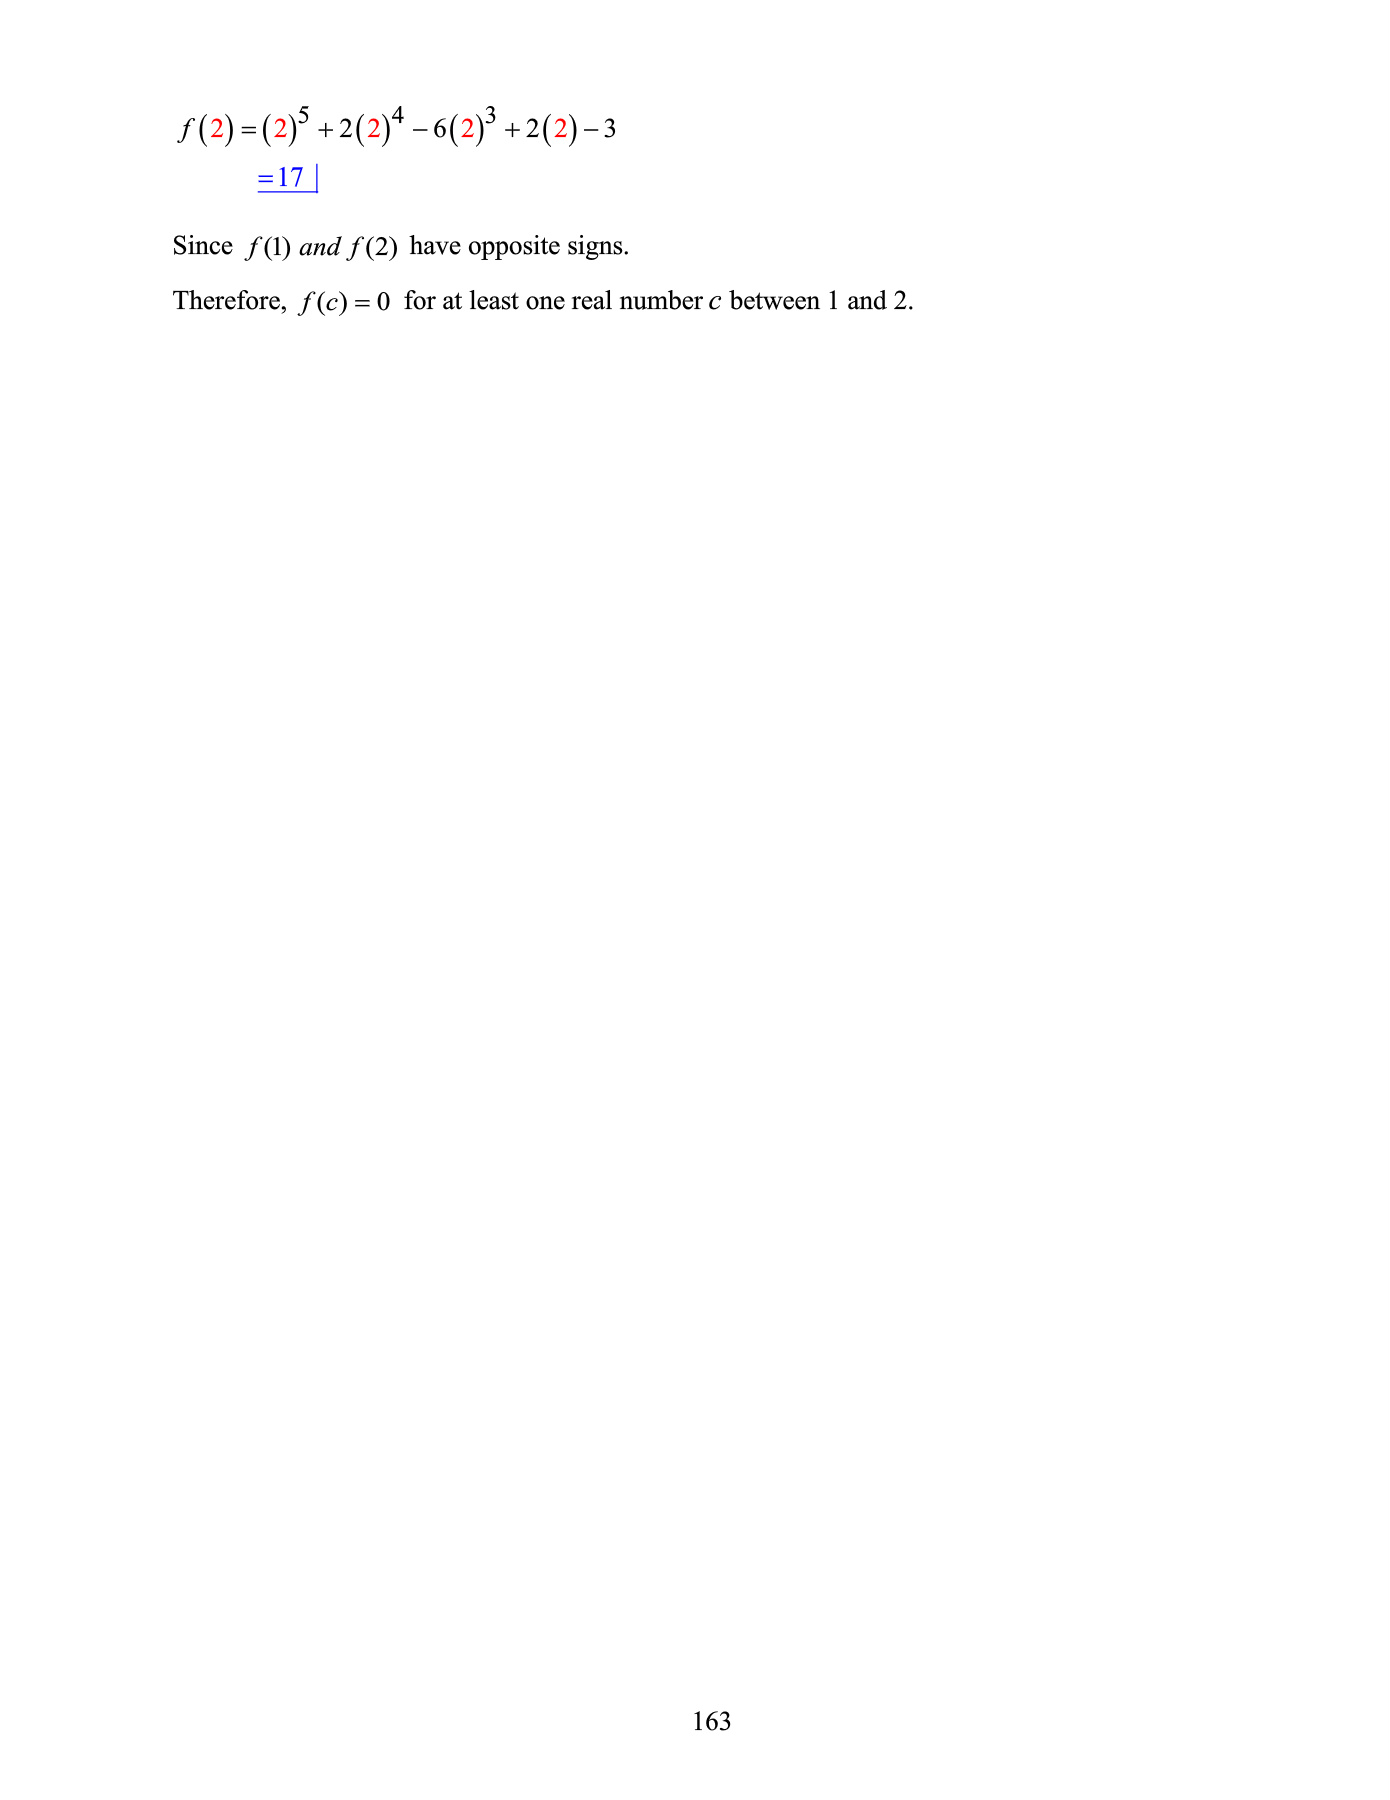 f(2) = (2)⁵ + 2(2)⁴ − 6(2)³ + 2(2) − 3
= 17 |
Since f(1) and f(2) have opposite signs.
Therefore, f(c) = 0 for at least one real number c between 1 and 2.
163